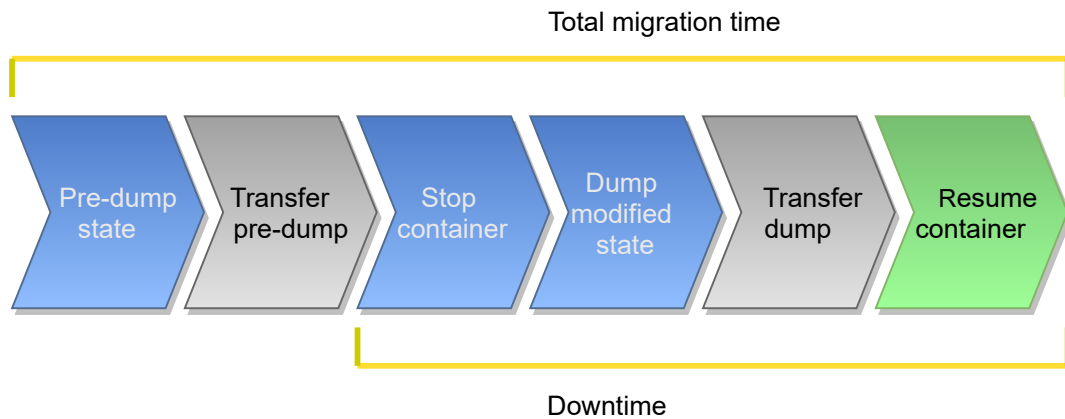 Total migration time
Pre-dump
state
Transfer
pre-dump
Stop
container
Dump
modified
state
Transfer
dump
Resume
container
Downtime